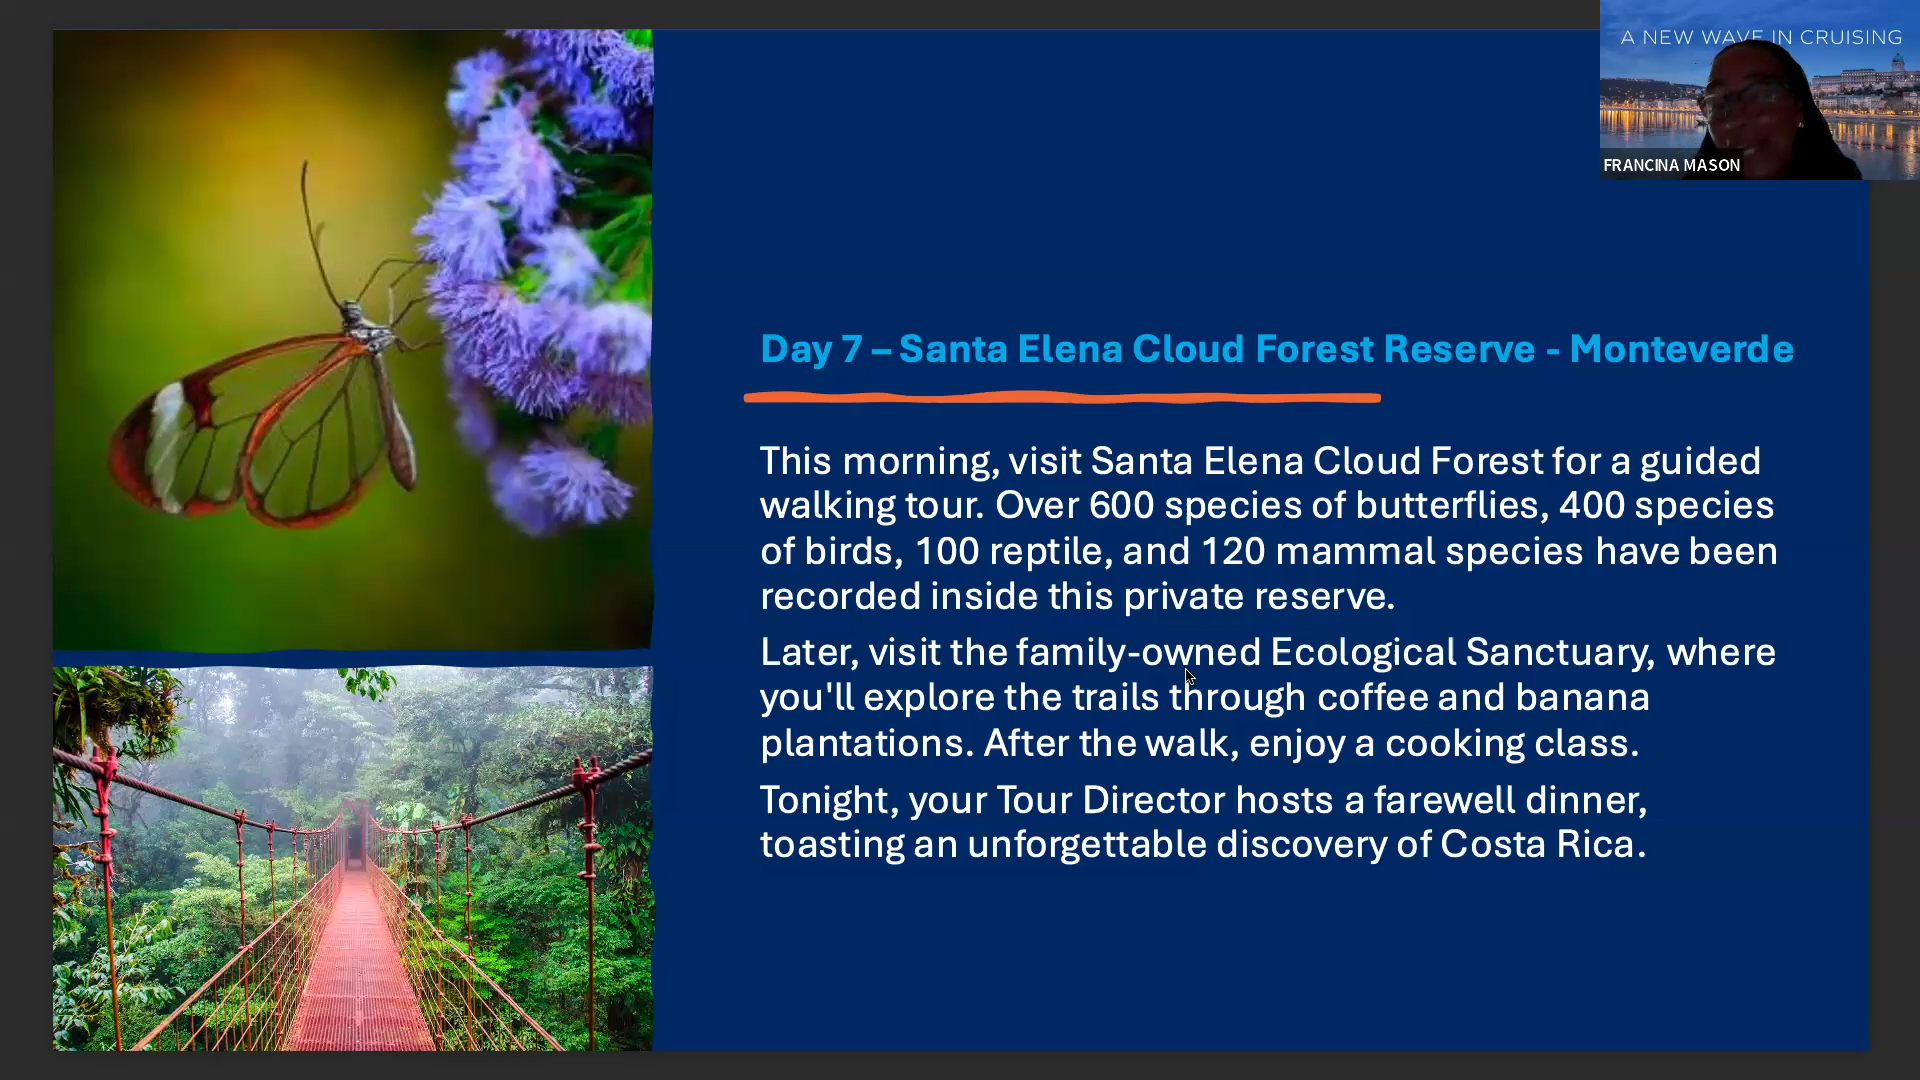 A NEW WAVE IN CRUISING
FRANCINA MASON
Day 7 – Santa Elena Cloud Forest Reserve - Monteverde
This morning, visit Santa Elena Cloud Forest for a guided
walking tour. Over 600 species of butterflies, 400 species
of birds, 100 reptile, and 120 mammal species have been
recorded inside this private reserve.
Later, visit the family-owned Ecological Sanctuary, where
you'll explore the trails through coffee and banana
plantations. After the walk, enjoy a cooking class.
Tonight, your Tour Director hosts a farewell dinner,
toasting an unforgettable discovery of Costa Rica.